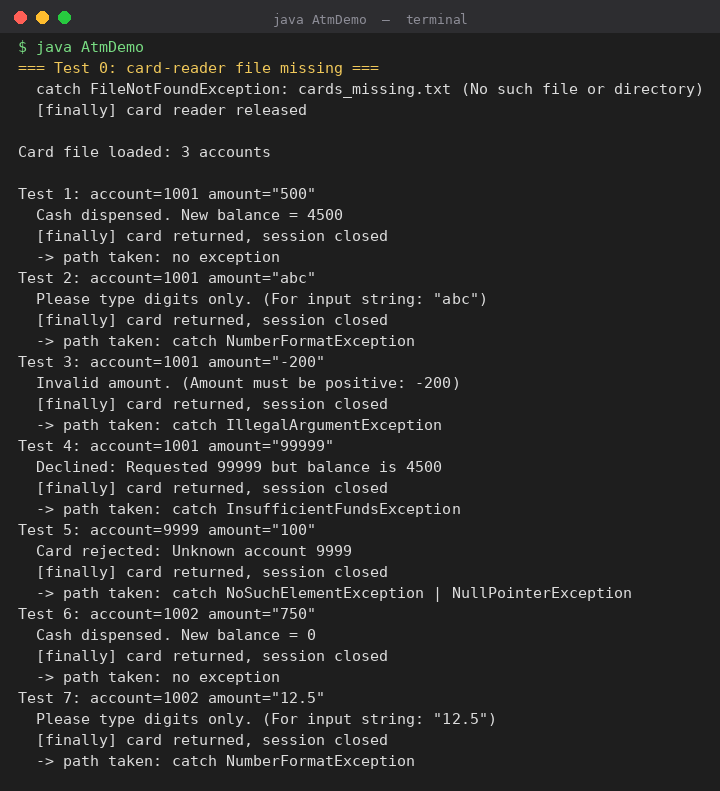 java AtmDemo — terminal
$ java AtmDemo
=== Test 0: card-reader file missing ===
  catch FileNotFoundException: cards_missing.txt (No such file or directory)
  [finally] card reader released

Card file loaded: 3 accounts

Test 1: account=1001 amount="500"
  Cash dispensed. New balance = 4500
  [finally] card returned, session closed
  -> path taken: no exception
Test 2: account=1001 amount="abc"
  Please type digits only. (For input string: "abc")
  [finally] card returned, session closed
  -> path taken: catch NumberFormatException
Test 3: account=1001 amount="-200"
  Invalid amount. (Amount must be positive: -200)
  [finally] card returned, session closed
  -> path taken: catch IllegalArgumentException
Test 4: account=1001 amount="99999"
  Declined: Requested 99999 but balance is 4500
  [finally] card returned, session closed
  -> path taken: catch InsufficientFundsException
Test 5: account=9999 amount="100"
  Card rejected: Unknown account 9999
  [finally] card returned, session closed
  -> path taken: catch NoSuchElementException | NullPointerException
Test 6: account=1002 amount="750"
  Cash dispensed. New balance = 0
  [finally] card returned, session closed
  -> path taken: no exception
Test 7: account=1002 amount="12.5"
  Please type digits only. (For input string: "12.5")
  [finally] card returned, session closed
  -> path taken: catch NumberFormatException